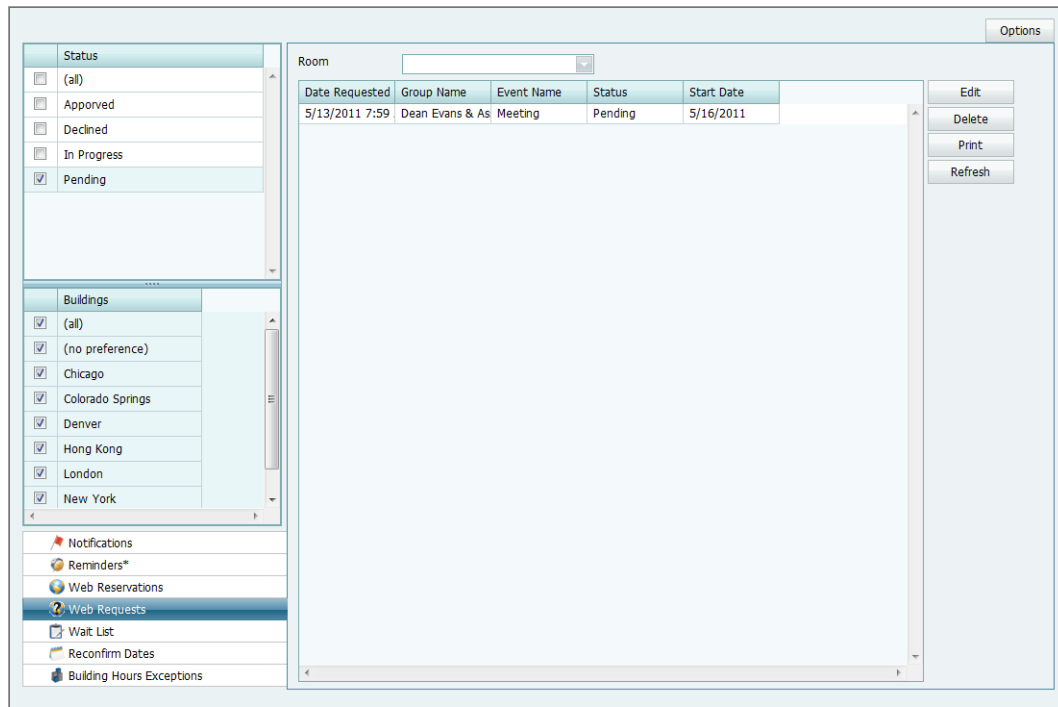 Options
Status
(all)
Apporved
Declined
In Progress
Pending
Buildings
(all)
(no preference)
Chicago
Colorado Springs
Denver
Hong Kong
London
New York
Notifications
Reminders*
Web Reservations
Web Requests
Wait List
Reconfirm Dates
Building Hours Exceptions
Room
Date Requested Group Name Event Name Status Start Date
5/13/2011 7:59 Dean Evans & As Meeting Pending 5/16/2011
Edit
Delete
Print
Refresh